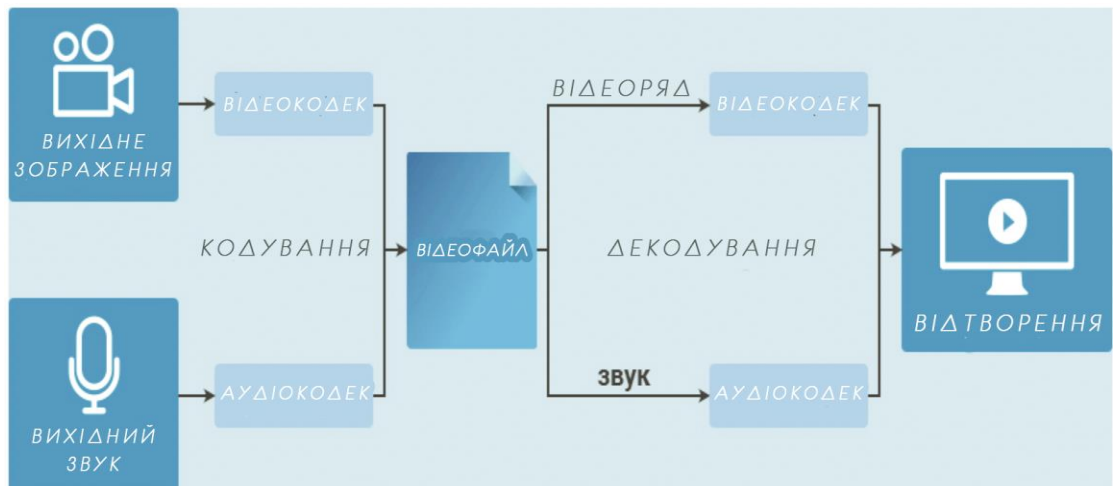 ВИХІДНЕ
ЗОБРАЖЕННЯ
ВІДЕОКОДЕК
КОДУВАННЯ
ВИХІДНИЙ
ЗВУК
АУДІОКОДЕК
ВІДЕОФАЙЛ
ВІДЕОРЯД
ВІДЕОКОДЕК
ДЕКОДУВАННЯ
ЗВУК
АУДІОКОДЕК
ВІДТВОРЕННЯ